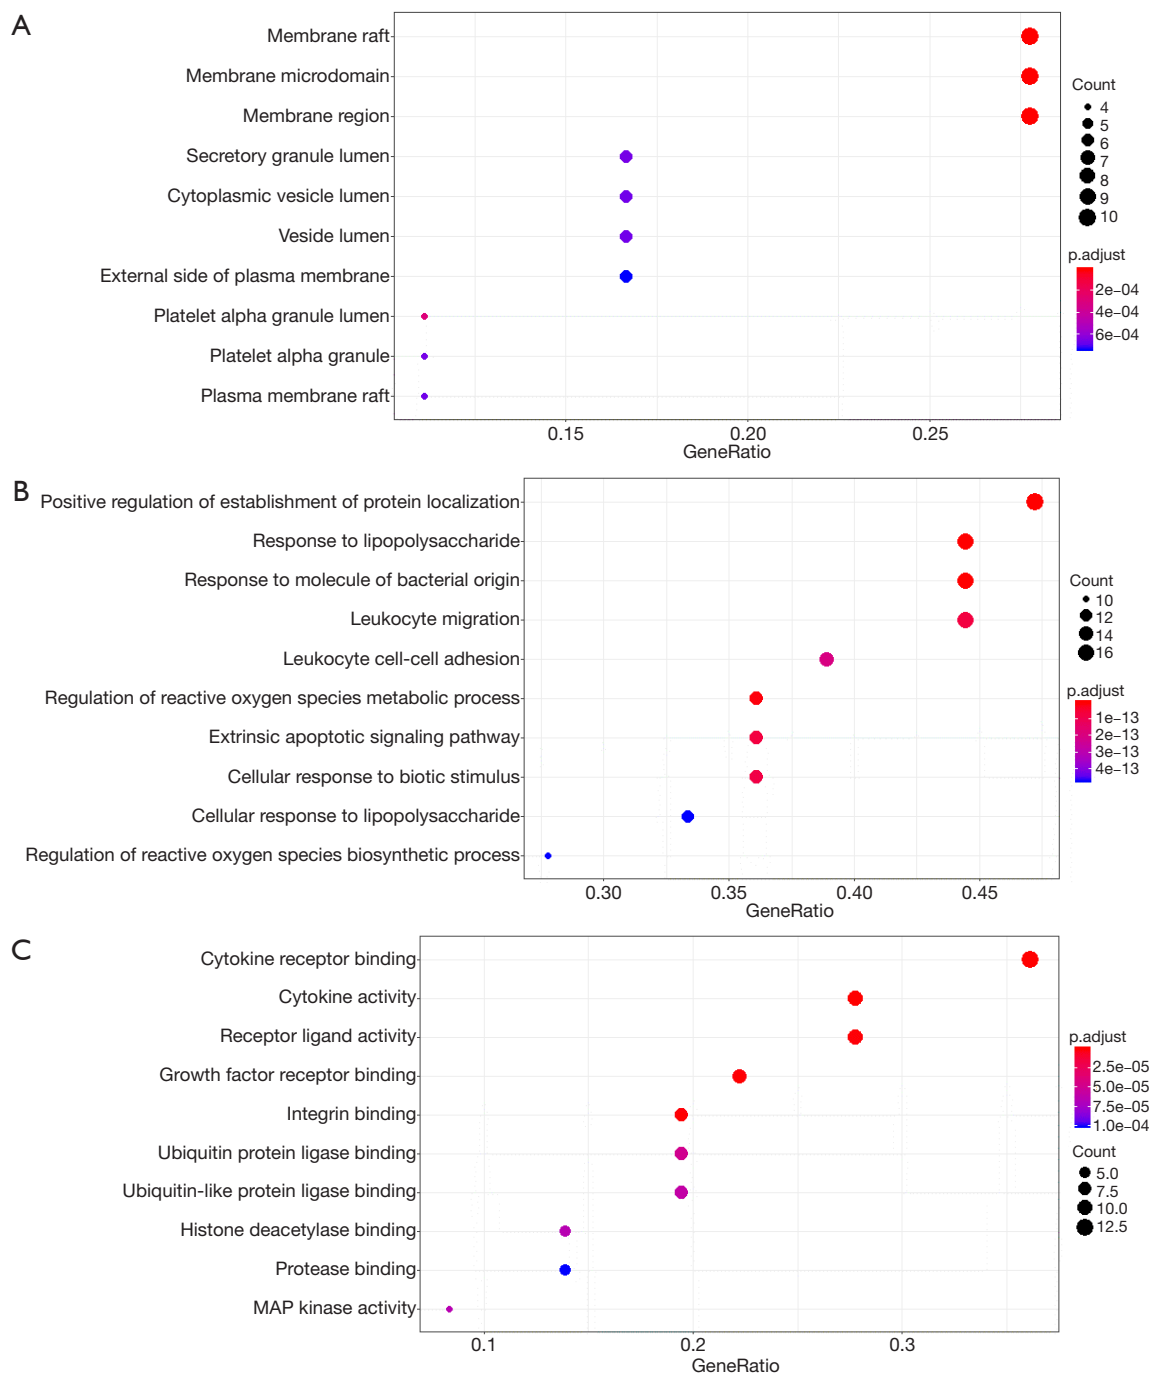 A
Membrane raft
Membrane microdomain
Membrane region
Secretory granule lumen
Cytoplasmic vesicle lumen
Veside lumen
External side of plasma membrane
Platelet alpha granule lumen
Platelet alpha granule
Plasma membrane raft
0.15 0.20 0.25
GeneRatio
Count
4
5
6
7
8
9
10
p.adjust
2e−04
4e−04
6e−04
B
Positive regulation of establishment of protein localization
Response to lipopolysaccharide
Response to molecule of bacterial origin
Leukocyte migration
Leukocyte cell-cell adhesion
Regulation of reactive oxygen species metabolic process
Extrinsic apoptotic signaling pathway
Cellular response to biotic stimulus
Cellular response to lipopolysaccharide
Regulation of reactive oxygen species biosynthetic process
0.30 0.35 0.40 0.45
GeneRatio
Count
10
12
14
16
p.adjust
1e−13
2e−13
3e−13
4e−13
C
Cytokine receptor binding
Cytokine activity
Receptor ligand activity
Growth factor receptor binding
Integrin binding
Ubiquitin protein ligase binding
Ubiquitin-like protein ligase binding
Histone deacetylase binding
Protease binding
MAP kinase activity
0.1 0.2 0.3
GeneRatio
p.adjust
2.5e−05
5.0e−05
7.5e−05
1.0e−04
Count
5.0
7.5
10.0
12.5